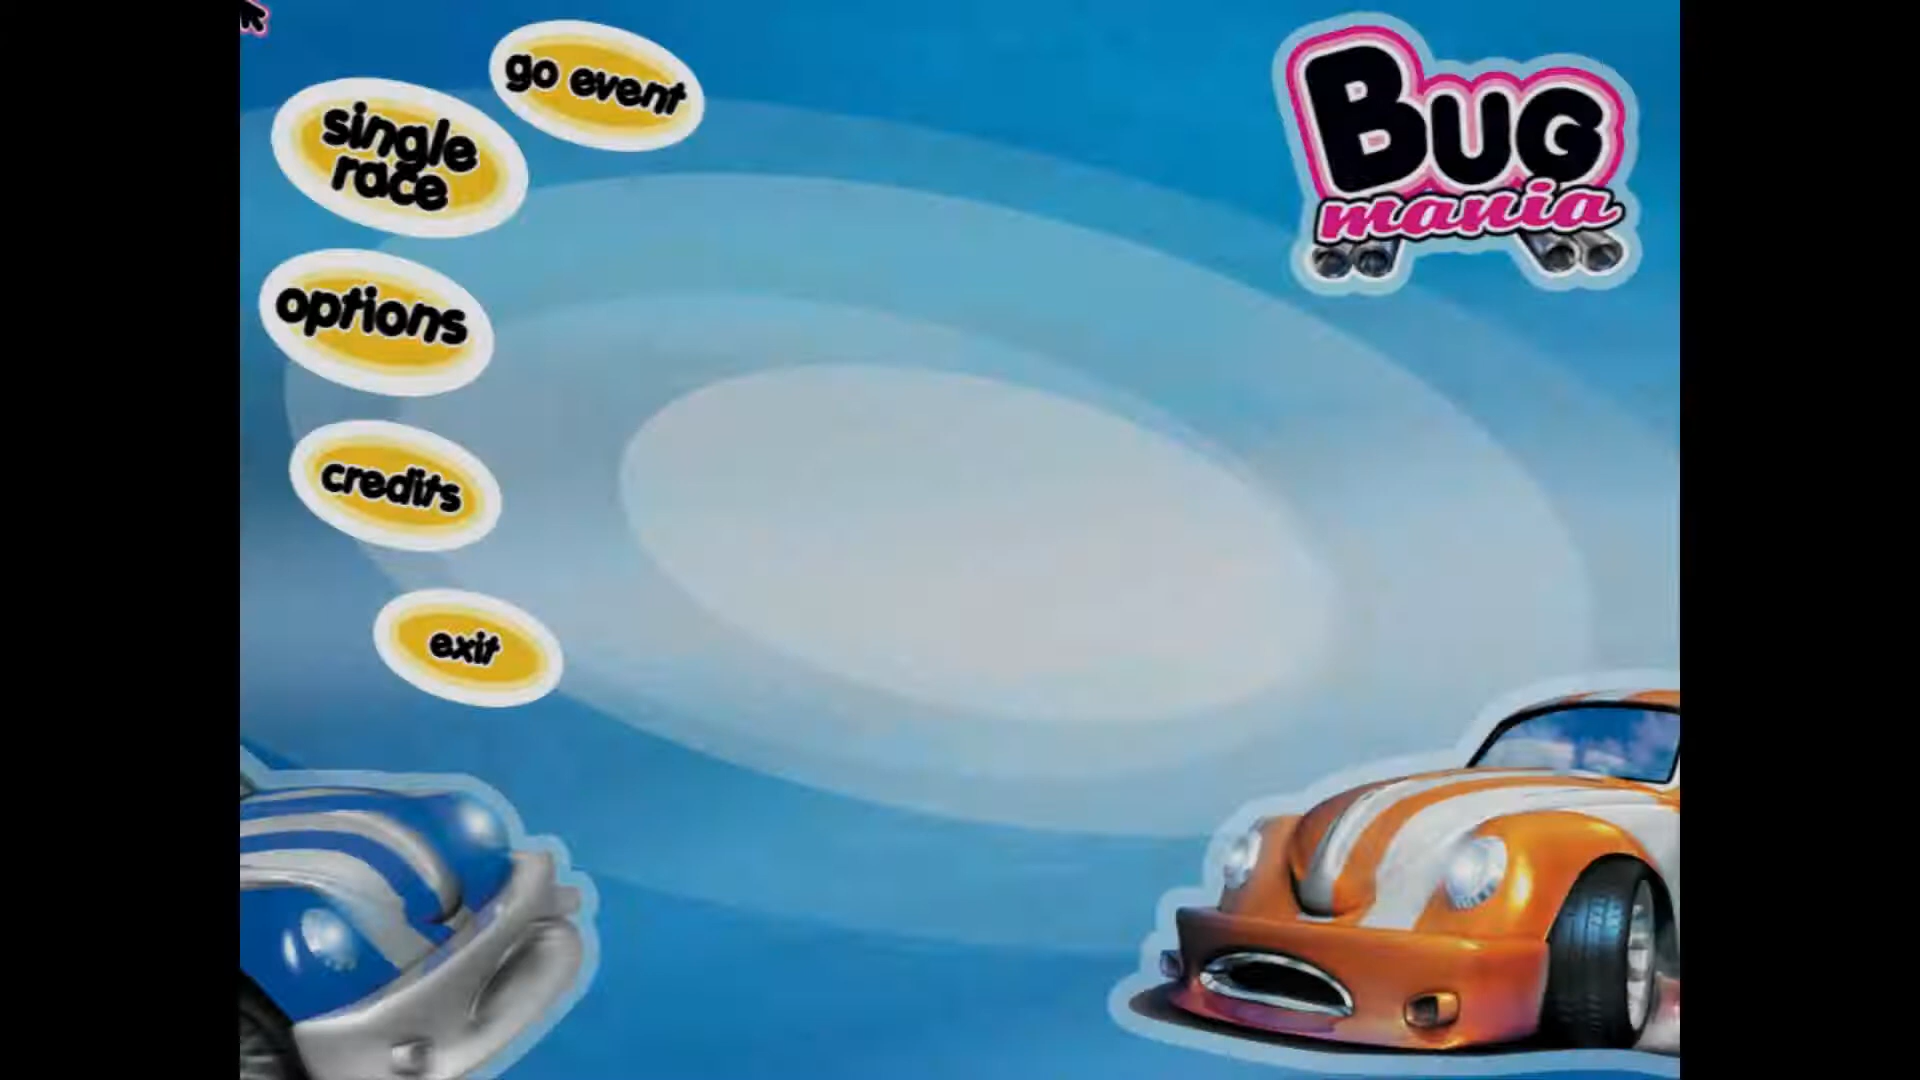 go event
single
race
options
credits
exit
Bug
mania